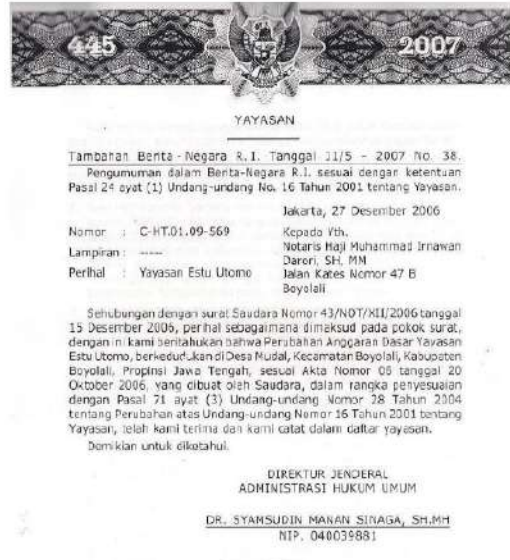 445 2007
YAYASAN
Tambahan Berita-Negara R.I. Tanggal 11/5 - 2007 No. 38.
Pengumuman dalam Berita-Negara R.I. sesuai dengan ketentuan
Pasal 24 ayat (1) Undang-undang No. 16 Tahun 2001 tentang Yayasan.
Jakarta, 27 Desember 2006
Nomor : C-HT.01.09-569
Lampiran : -----
Perihal : Yayasan Estu Utomo
Kepada Yth.
Notaris Haji Muhammad Irnawan
Darori, SH, MM
Jalan Kates Nomor 47 B
Boyolali
Sehubungan dengan surat Saudara Nomor 43/NOT/XII/2006 tanggal
15 Desember 2006, perihal sebagaimana dimaksud pada pokok surat,
dengan ini kami beritahukan bahwa Perubahan Anggaran Dasar Yayasan
Estu Utomo, berkedudukan di Desa Mudal, Kecamatan Boyolali, Kabupaten
Boyolali, Propinsi Jawa Tengah, sesuai Akta Nomor 06 tanggal 20
Oktober 2006, yang dibuat oleh Saudara, dalam rangka penyesuaian
dengan Pasal 71 ayat (3) Undang-undang Nomor 28 Tahun 2004
tentang Perubahan atas Undang-undang Nomor 16 Tahun 2001 tentang
Yayasan, telah kami terima dan kami catat dalam daftar yayasan.
Demikian untuk diketahui.
DIREKTUR JENDERAL
ADMINISTRASI HUKUM UMUM
DR. SYAMSUDIN MANAN SINAGA, SH.MH
NIP. 040039881